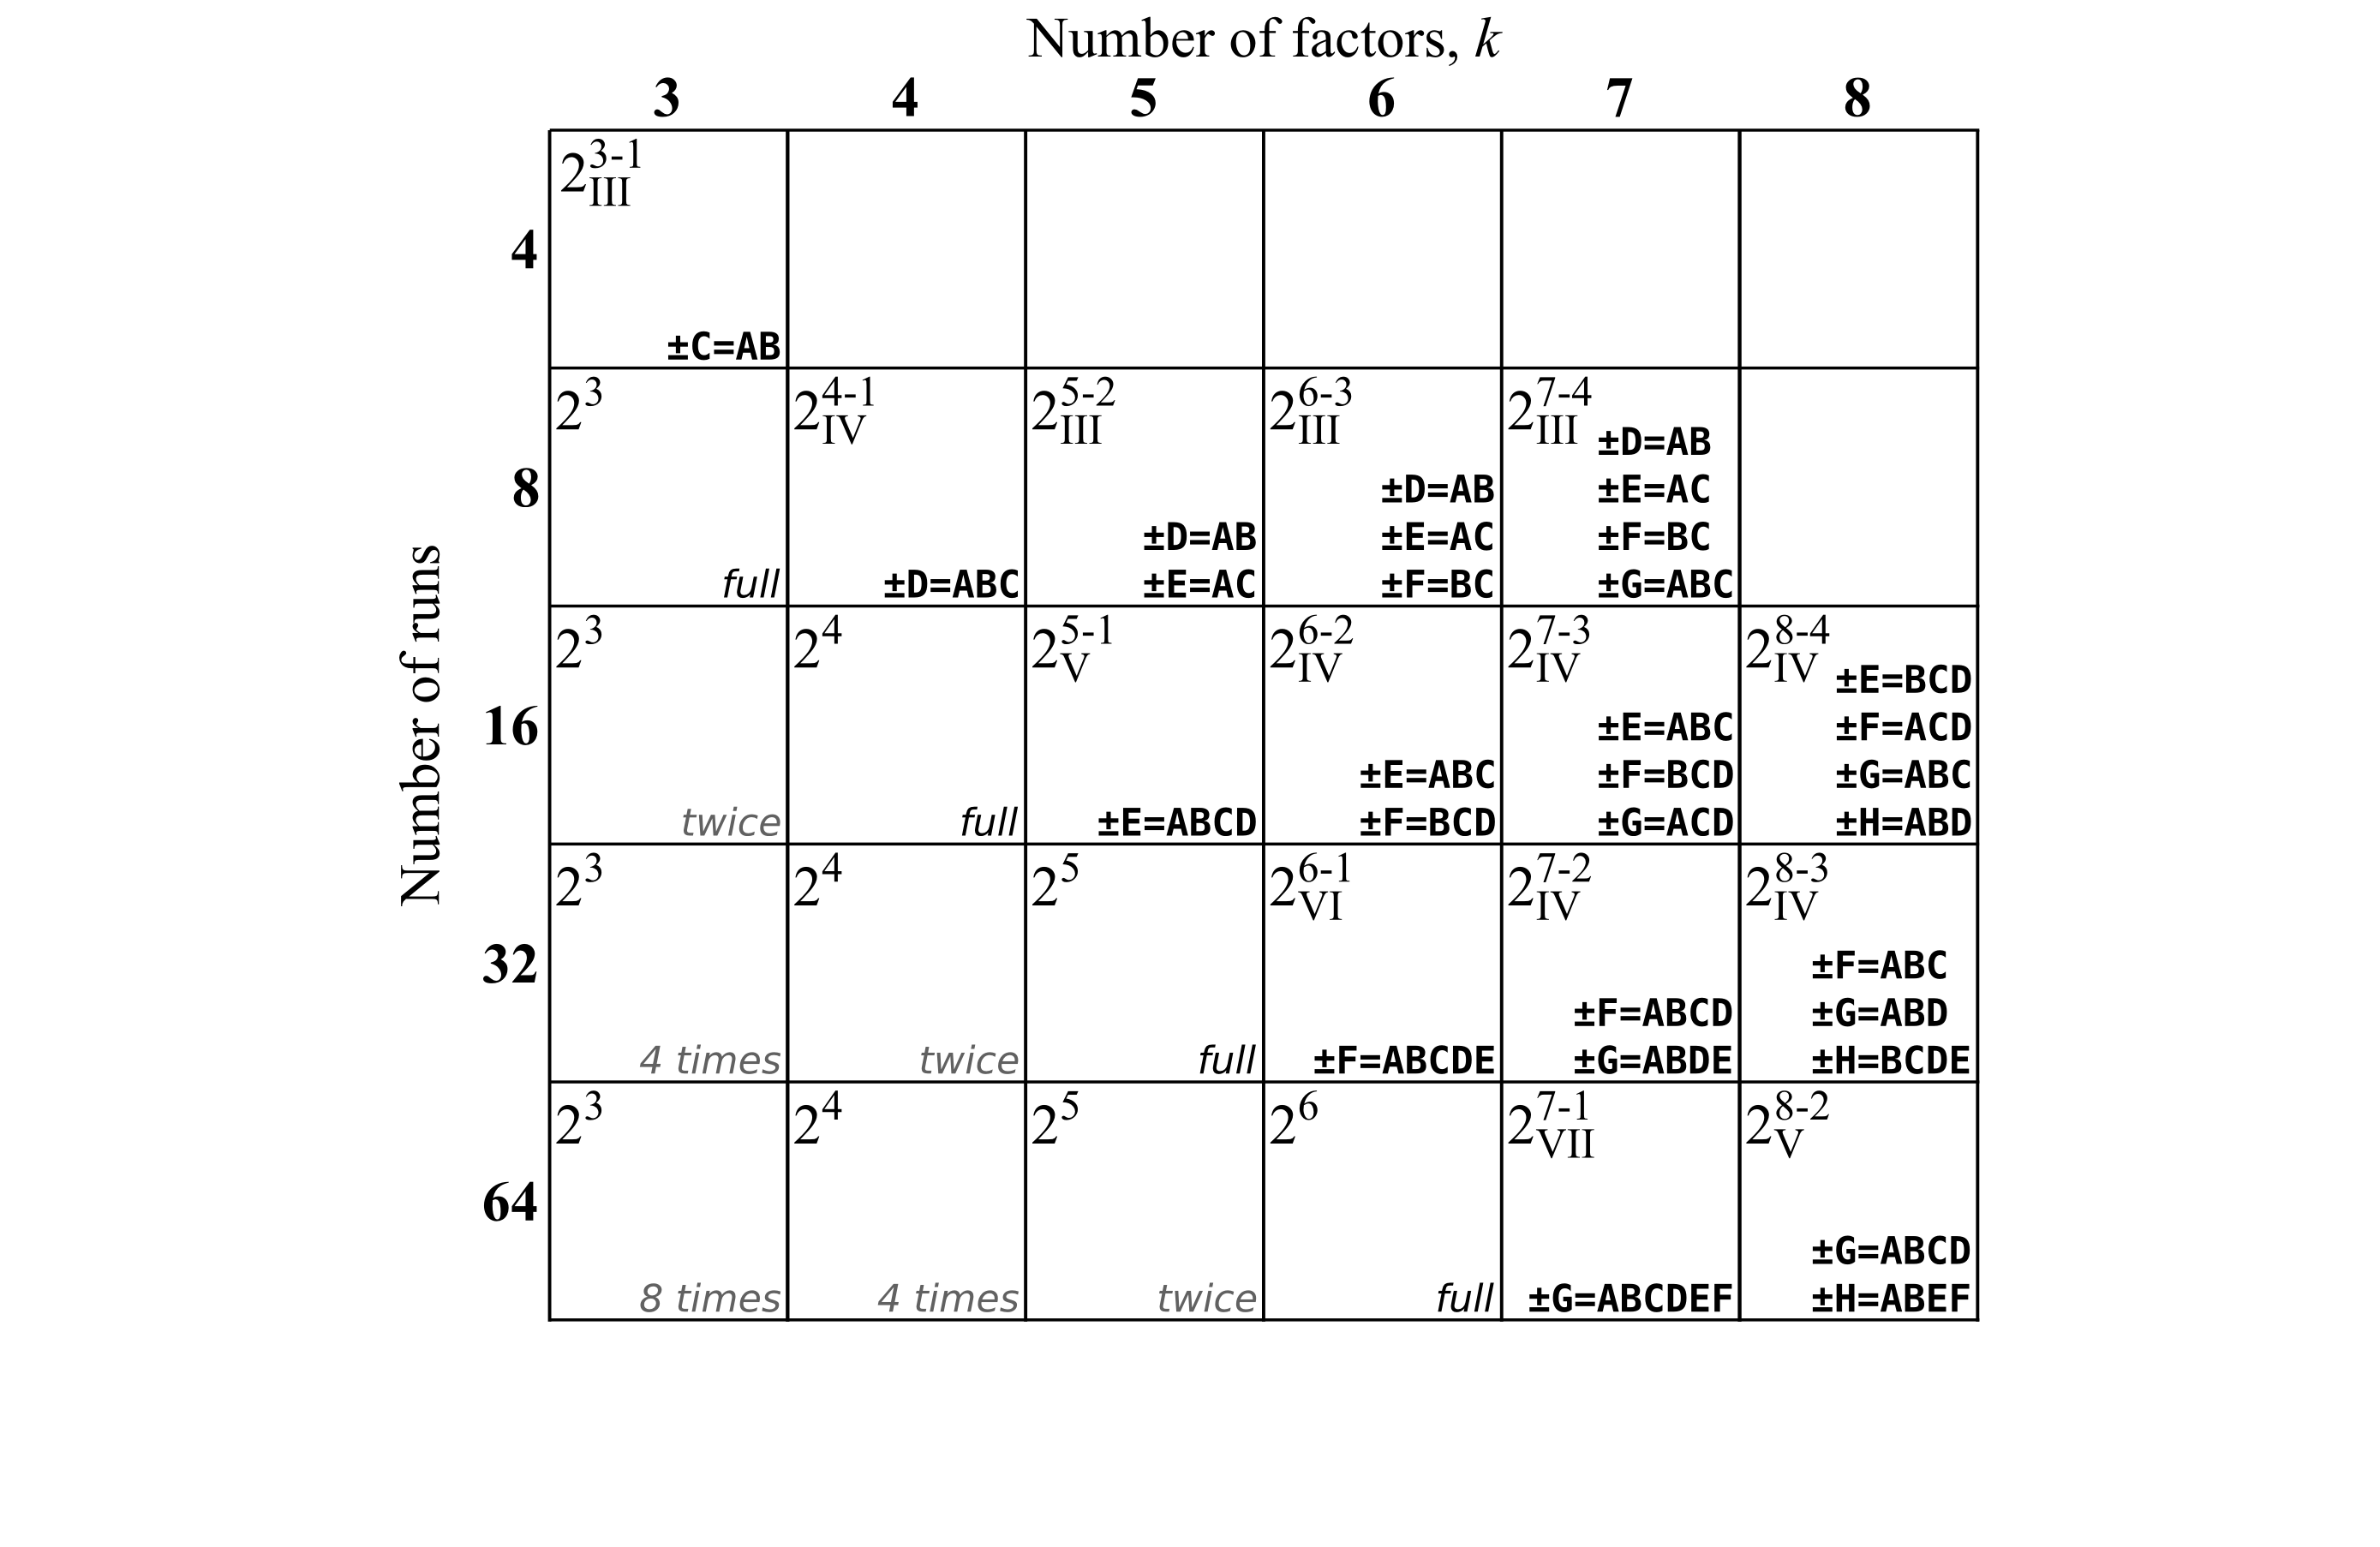 Number of factors, k
3 4 5 6 7 8
Number of runs
4
2^{3-1}_{III}
±C=AB
8
2^3
full
2^{4-1}_{IV}
±D=ABC
2^{5-2}_{III}
±D=AB
±E=AC
2^{6-3}_{III}
±D=AB
±E=AC
±F=BC
2^{7-4}_{III}
±D=AB
±E=AC
±F=BC
±G=ABC
16
2^3
twice
2^4
full
2^{5-1}_{V}
±E=ABCD
2^{6-2}_{IV}
±E=ABC
±F=BCD
2^{7-3}_{IV}
±E=ABC
±F=BCD
±G=ACD
2^{8-4}_{IV}
±E=BCD
±F=ACD
±G=ABC
±H=ABD
32
2^3
4 times
2^4
twice
2^5
full
2^{6-1}_{VI}
±F=ABCDE
2^{7-2}_{IV}
±F=ABCD
±G=ABDE
2^{8-3}_{IV}
±F=ABC
±G=ABD
±H=BCDE
64
2^3
8 times
2^4
4 times
2^5
twice
2^6
full
2^{7-1}_{VII}
±G=ABCDEF
2^{8-2}_{V}
±G=ABCD
±H=ABEF